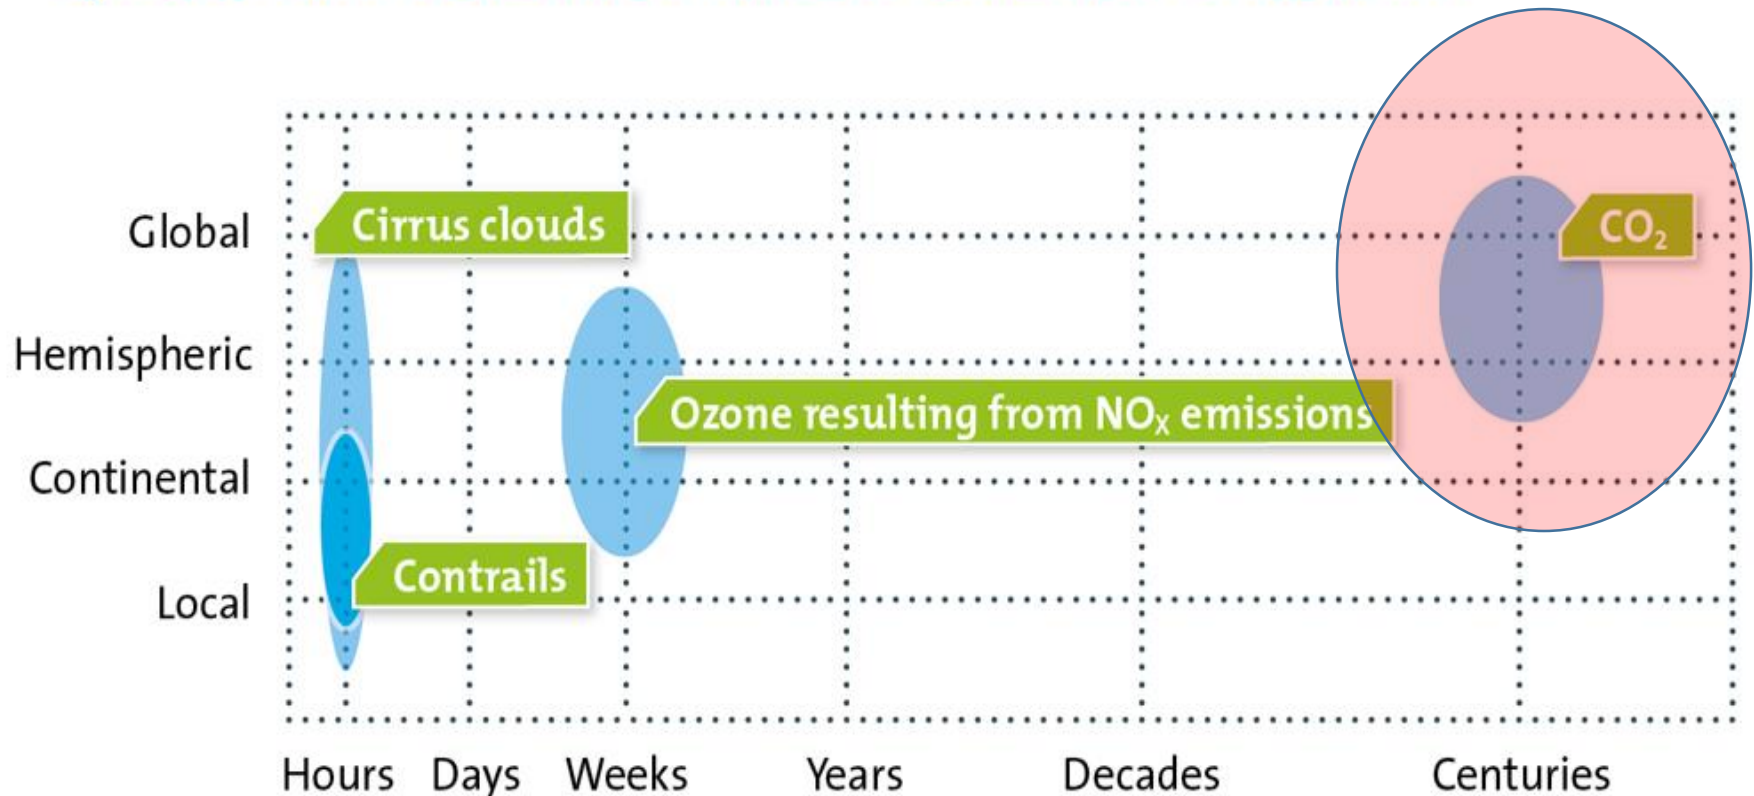 Global
Cirrus clouds
CO₂
Hemispheric
Ozone resulting from NOₓ emissions
Continental
Contrails
Local
Hours Days Weeks Years Decades Centuries